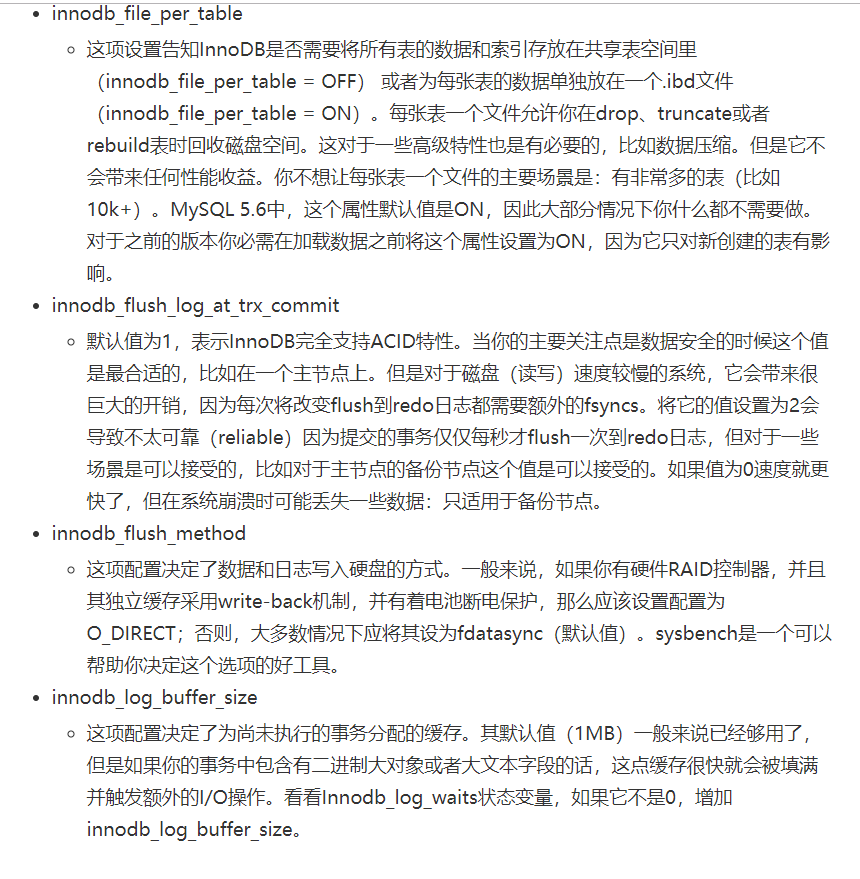 innodb_file_per_table
这项设置告知InnoDB是否需要将所有表的数据和索引存放在共享表空间里
（innodb_file_per_table = OFF） 或者为每张表的数据单独放在一个.ibd文件
（innodb_file_per_table = ON）。每张表一个文件允许你在drop、truncate或者
rebuild表时回收磁盘空间。这对于一些高级特性也是有必要的，比如数据压缩。但是它不
会带来任何性能收益。你不想让每张表一个文件的主要场景是：有非常多的表（比如
10k+）。MySQL 5.6中，这个属性默认值是ON，因此大部分情况下你什么都不需要做。
对于之前的版本你必需在加载数据之前将这个属性设置为ON，因为它只对新创建的表有影
响。
innodb_flush_log_at_trx_commit
默认值为1，表示InnoDB完全支持ACID特性。当你的主要关注点是数据安全的时候这个值
是最合适的，比如在一个主节点上。但是对于磁盘（读写）速度较慢的系统，它会带来很
巨大的开销，因为每次将改变flush到redo日志都需要额外的fsyncs。将它的值设置为2会
导致不太可靠（reliable）因为提交的事务仅仅每秒才flush一次到redo日志，但对于一些
场景是可以接受的，比如对于主节点的备份节点这个值是可以接受的。如果值为0速度就更
快了，但在系统崩溃时可能丢失一些数据：只适用于备份节点。
innodb_flush_method
这项配置决定了数据和日志写入硬盘的方式。一般来说，如果你有硬件RAID控制器，并且
其独立缓存采用write-back机制，并有着电池断电保护，那么应该设置配置为
O_DIRECT；否则，大多数情况下应将其设为fdatasync（默认值）。sysbench是一个可以
帮助你决定这个选项的好工具。
innodb_log_buffer_size
这项配置决定了为尚未执行的事务分配的缓存。其默认值（1MB）一般来说已经够用了，
但是如果你的事务中包含有二进制大对象或者大文本字段的话，这点缓存很快就会被填满
并触发额外的I/O操作。看看Innodb_log_waits状态变量，如果它不是0，增加
innodb_log_buffer_size。